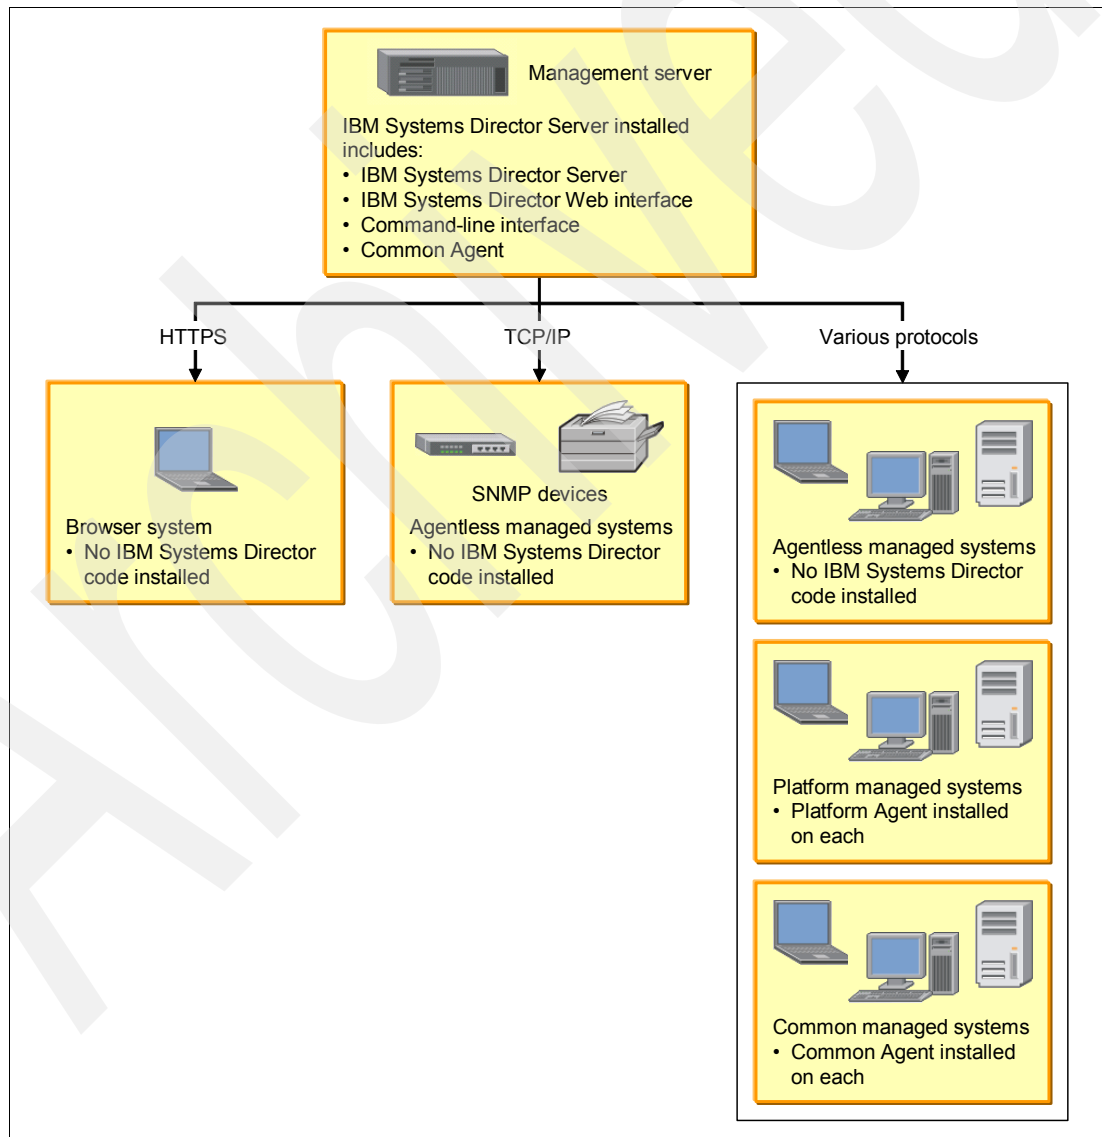 Management server
IBM Systems Director Server installed
includes:
• IBM Systems Director Server
• IBM Systems Director Web interface
• Command-line interface
• Common Agent
HTTPS
TCP/IP
Various protocols
Browser system
• No IBM Systems Director
code installed
SNMP devices
Agentless managed systems
• No IBM Systems Director
code installed
Agentless managed systems
• No IBM Systems Director
code installed
Platform managed systems
• Platform Agent installed
on each
Common managed systems
• Common Agent installed
on each
Archived